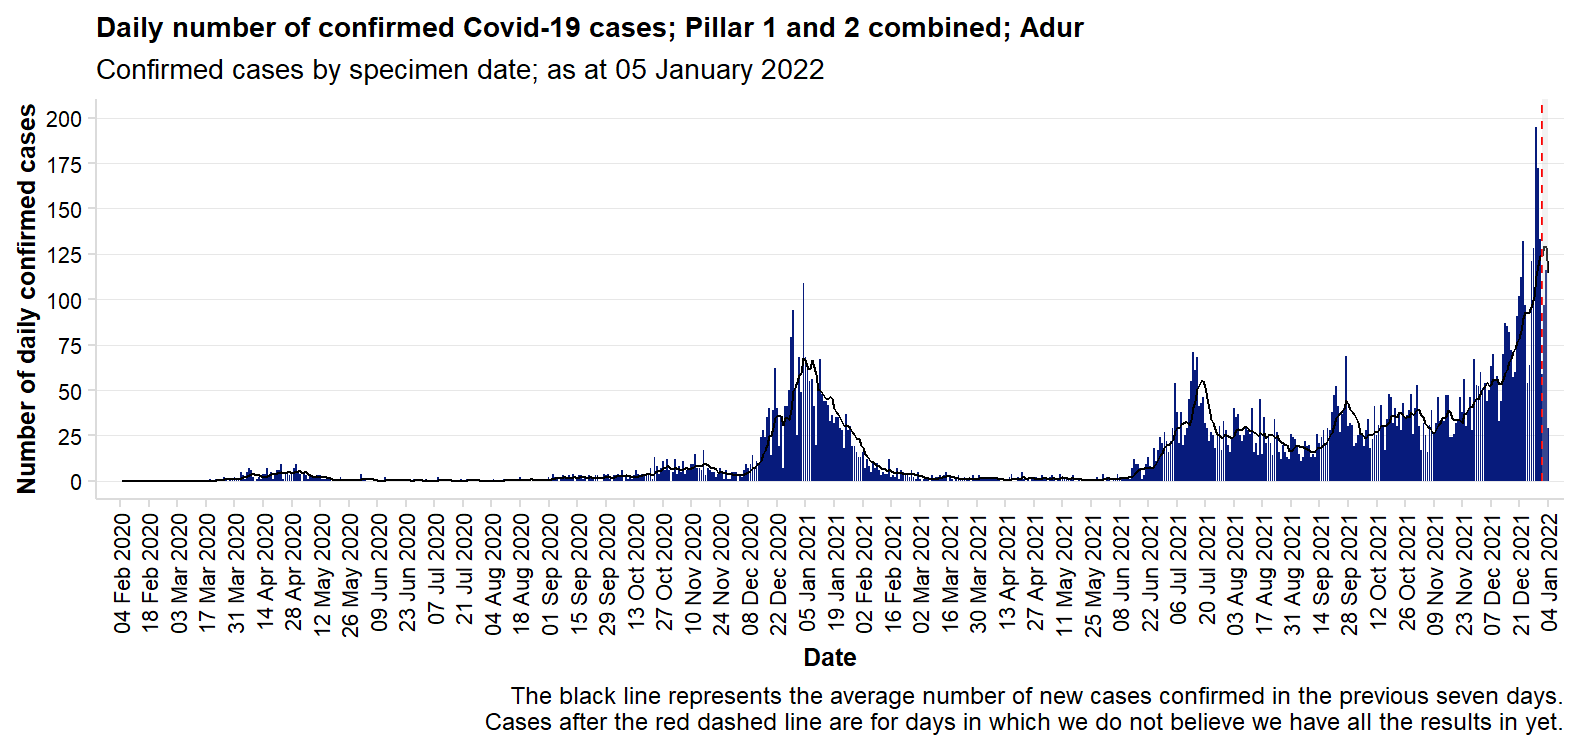 Daily number of confirmed Covid-19 cases; Pillar 1 and 2 combined; Adur
Confirmed cases by specimen date; as at 05 January 2022
Number of daily confirmed cases
200
175
150
125
100
75
50
25
0
04 Feb 2020
18 Feb 2020
03 Mar 2020
17 Mar 2020
31 Mar 2020
14 Apr 2020
28 Apr 2020
12 May 2020
26 May 2020
09 Jun 2020
23 Jun 2020
07 Jul 2020
21 Jul 2020
04 Aug 2020
18 Aug 2020
01 Sep 2020
15 Sep 2020
29 Sep 2020
13 Oct 2020
27 Oct 2020
10 Nov 2020
24 Nov 2020
08 Dec 2020
22 Dec 2020
05 Jan 2021
19 Jan 2021
02 Feb 2021
16 Feb 2021
02 Mar 2021
16 Mar 2021
30 Mar 2021
13 Apr 2021
27 Apr 2021
11 May 2021
25 May 2021
08 Jun 2021
22 Jun 2021
06 Jul 2021
20 Jul 2021
03 Aug 2021
17 Aug 2021
31 Aug 2021
14 Sep 2021
28 Sep 2021
12 Oct 2021
26 Oct 2021
09 Nov 2021
23 Nov 2021
07 Dec 2021
21 Dec 2021
04 Jan 2022
Date
The black line represents the average number of new cases confirmed in the previous seven days.
Cases after the red dashed line are for days in which we do not believe we have all the results in yet.